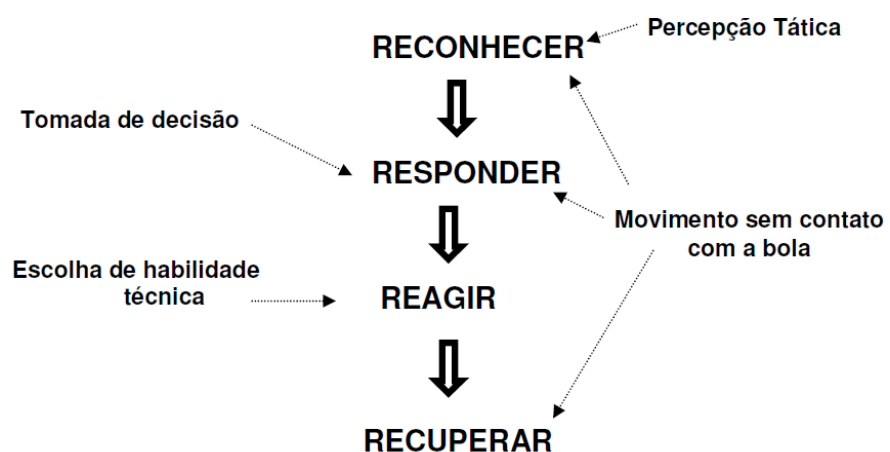 Percepção Tática
RECONHECER
Tomada de decisão
RESPONDER
Movimento sem contato
com a bola
Escolha de habilidade
técnica
REAGIR
RECUPERAR